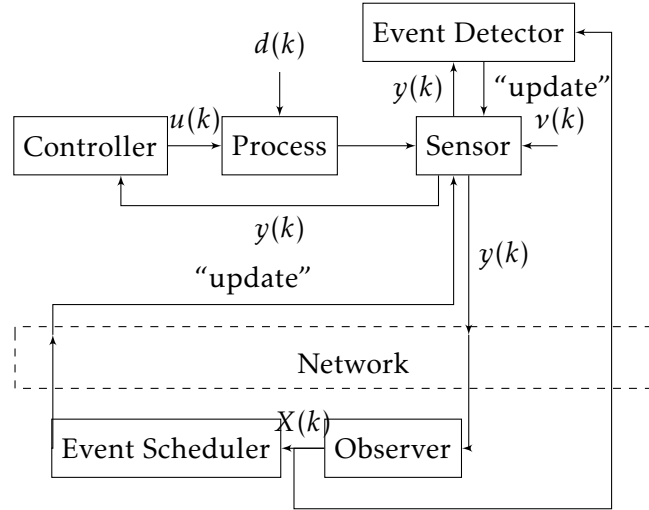 Event Detector
d(k)
y(k)
“update”
u(k)
ν(k)
Controller
Process
Sensor
y(k)
y(k)
“update”
Network
X(k)
Event Scheduler
Observer